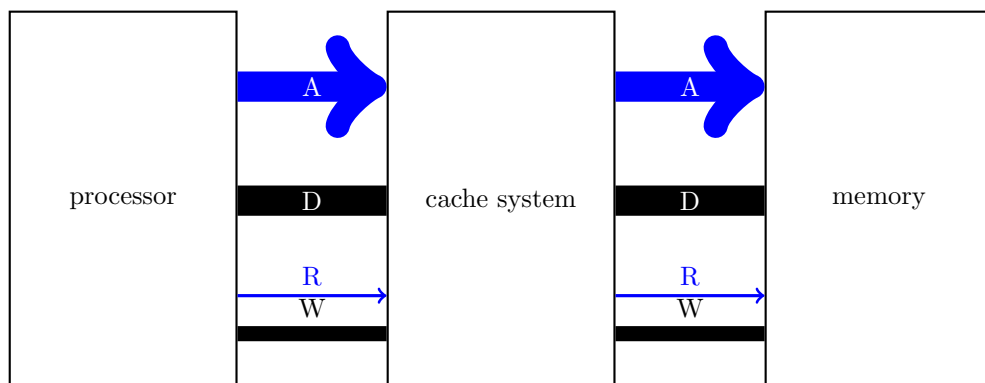 A
A
processor
D
cache system
D
memory
R
R
W
W